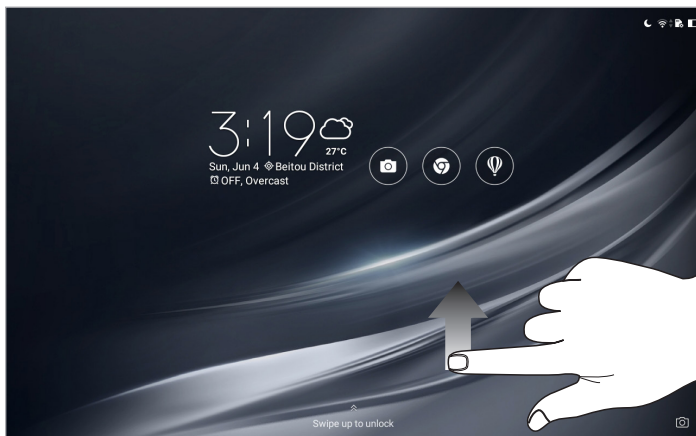 3:19
27°C
Sun, Jun 4 Beitou District
OFF, Overcast
Swipe up to unlock